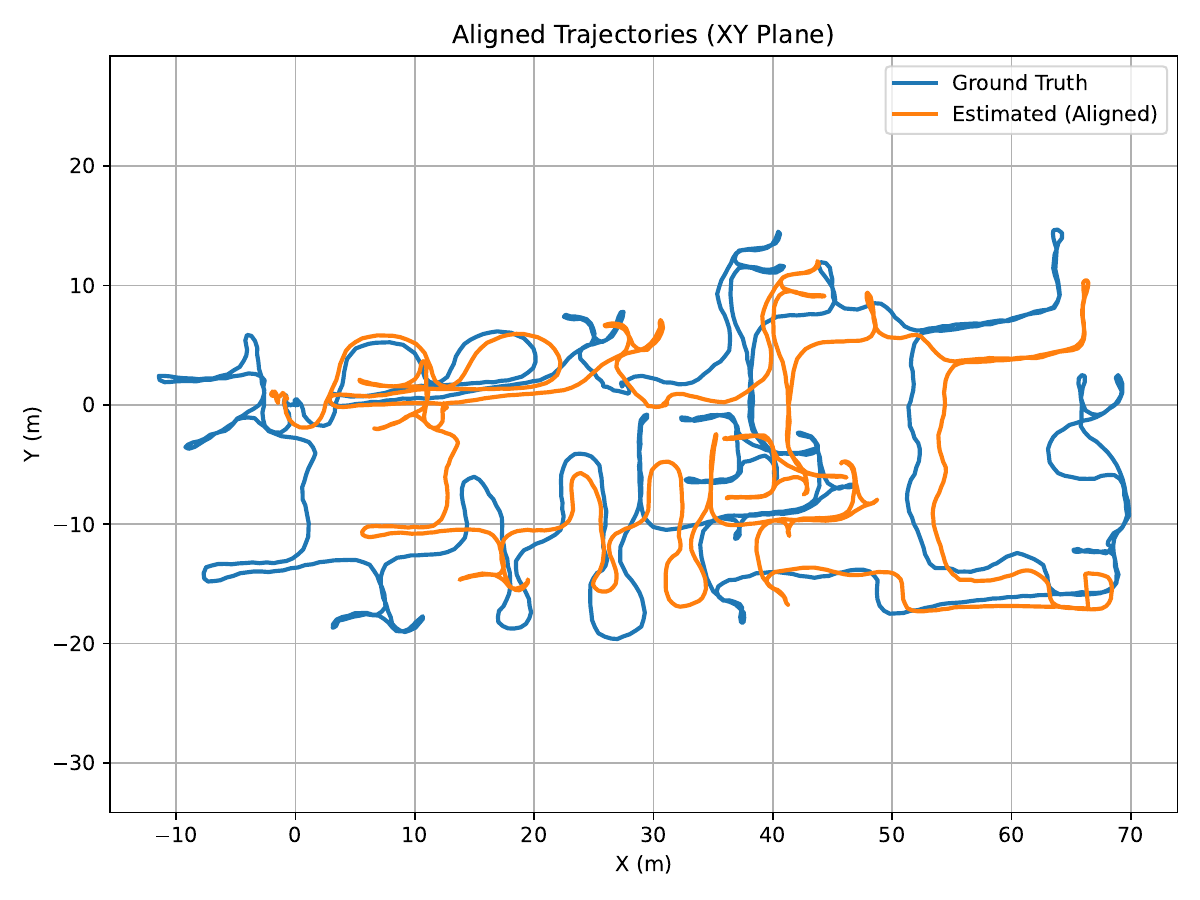 Aligned Trajectories (XY Plane)
Ground Truth
Estimated (Aligned)
20
10
0
−10
−20
−30
Y (m)
−10 0 10 20 30 40 50 60 70
X (m)